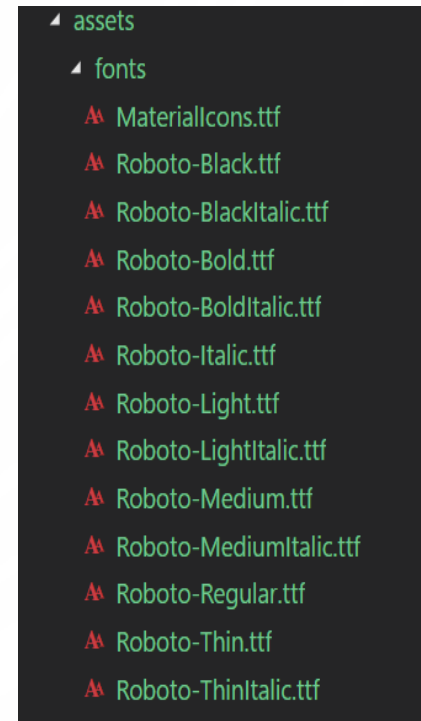 assets
fonts
MaterialIcons.ttf
Roboto-Black.ttf
Roboto-BlackItalic.ttf
Roboto-Bold.ttf
Roboto-BoldItalic.ttf
Roboto-Italic.ttf
Roboto-Light.ttf
Roboto-LightItalic.ttf
Roboto-Medium.ttf
Roboto-MediumItalic.ttf
Roboto-Regular.ttf
Roboto-Thin.ttf
Roboto-ThinItalic.ttf